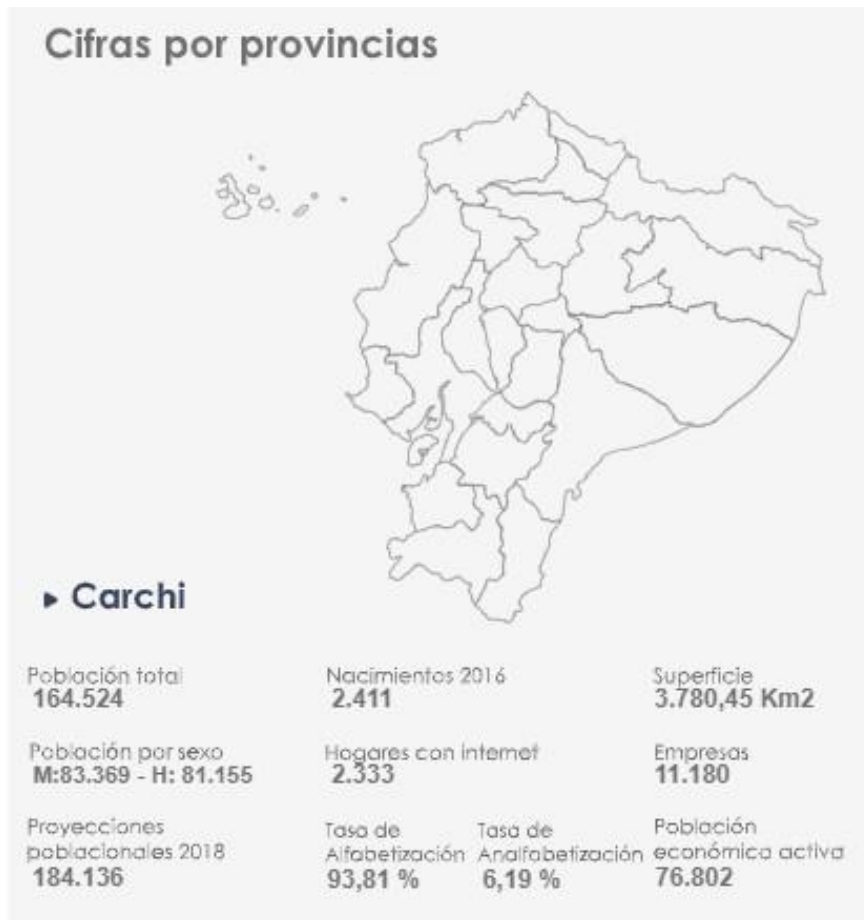 Cifras por provincias
Carchi
Población total
164.524
Nacimientos 2016
2.411
Superficie
3.780,45 Km2
Población por sexo
M:83.369 - H: 81.155
Hogares con internet
2.333
Empresas
11.180
Proyecciones
poblacionales 2018
184.136
Tasa de
Alfabetización
93,81 %
Tasa de
Analfabetización
6,19 %
Población
económica activa
76.802